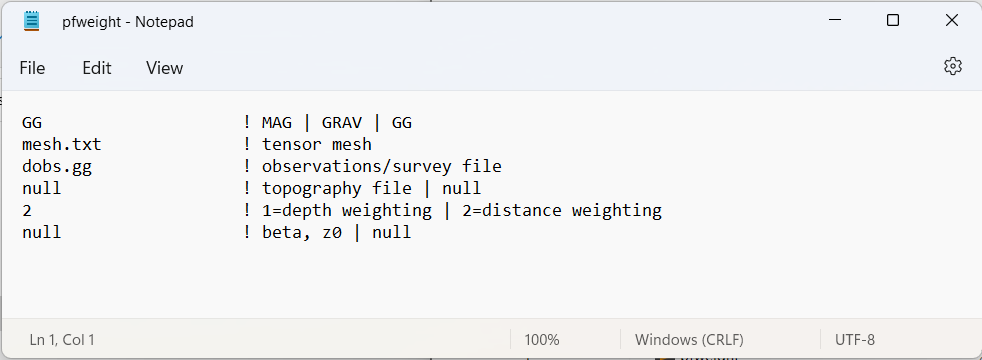 pfweight - Notepad
File Edit View
GG ! MAG | GRAV | GG
mesh.txt ! tensor mesh
dobs.gg ! observations/survey file
null ! topography file | null
2 ! 1=depth weighting | 2=distance weighting
null ! beta, z0 | null
Ln 1, Col 1 100% Windows (CRLF) UTF-8